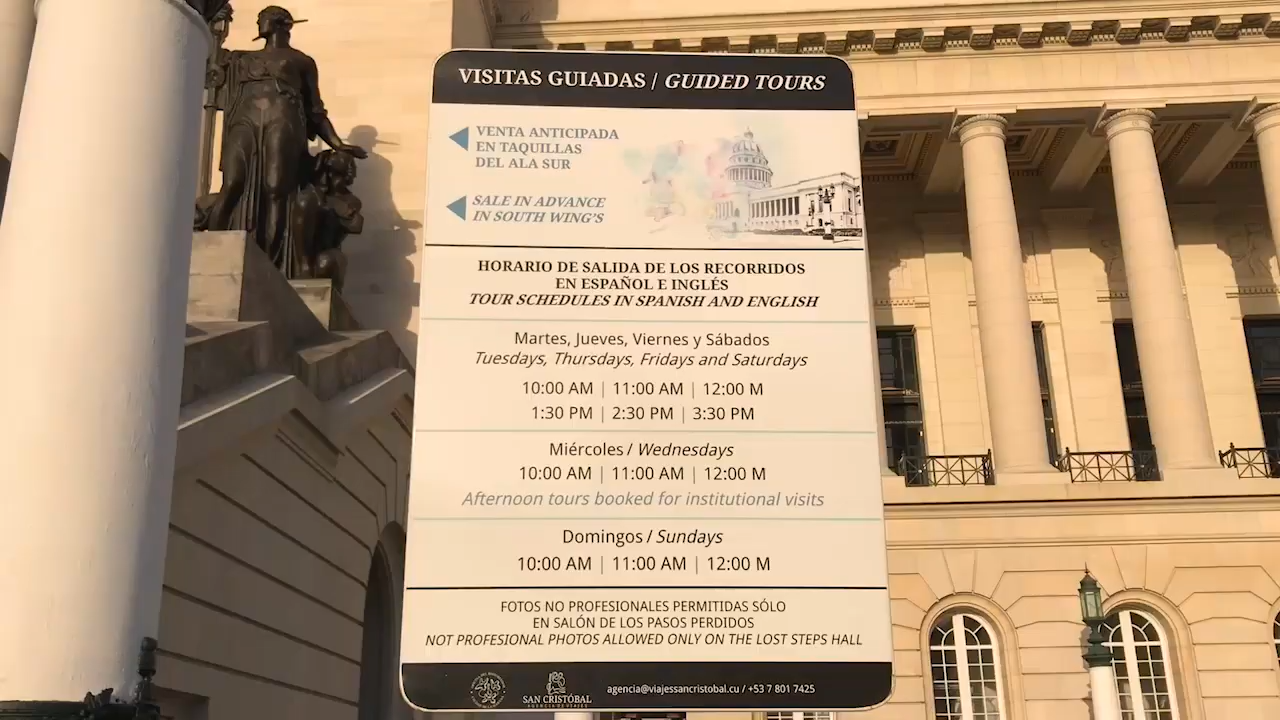 VISITAS GUIADAS / GUIDED TOURS
VENTA ANTICIPADA
EN TAQUILLAS
DEL ALA SUR
SALE IN ADVANCE
IN SOUTH WING'S
HORARIO DE SALIDA DE LOS RECORRIDOS
EN ESPAÑOL E INGLÉS
TOUR SCHEDULES IN SPANISH AND ENGLISH
Martes, Jueves, Viernes y Sábados
Tuesdays, Thursdays, Fridays and Saturdays
10:00 AM | 11:00 AM | 12:00 M
1:30 PM | 2:30 PM | 3:30 PM
Miércoles / Wednesdays
10:00 AM | 11:00 AM | 12:00 M
Afternoon tours booked for institutional visits
Domingos / Sundays
10:00 AM | 11:00 AM | 12:00 M
FOTOS NO PROFESIONALES PERMITIDAS SÓLO
EN SALÓN DE LOS PASOS PERDIDOS
NOT PROFESIONAL PHOTOS ALLOWED ONLY ON THE LOST STEPS HALL
SAN CRISTÓBAL
AGENCIA DE VIAJES
agencia@viajessancristobal.cu / +53 7 801 7425